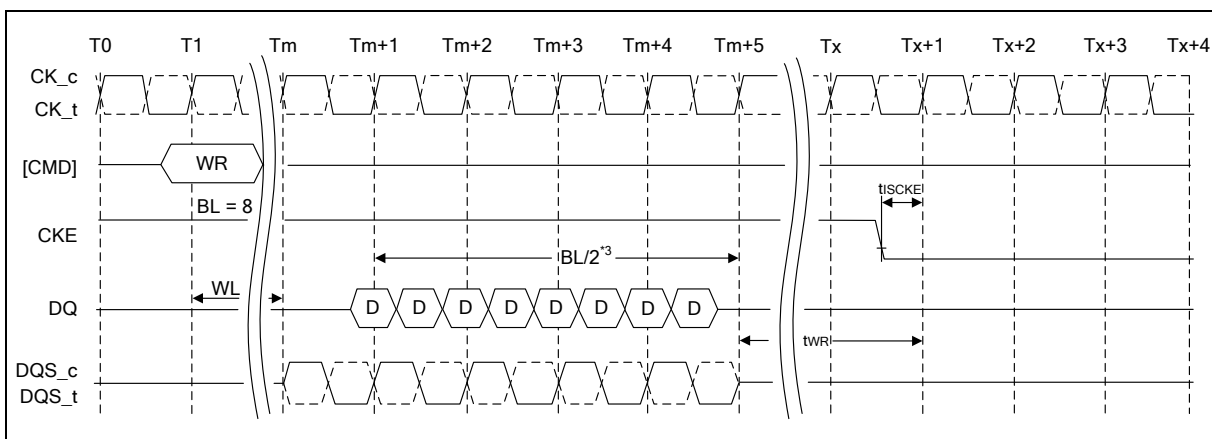 T0 T1 Tm Tm+1 Tm+2 Tm+3 Tm+4 Tm+5 Tx Tx+1 Tx+2 Tx+3 Tx+4
CK_c
CK_t
[CMD] WR
tISCKE
BL = 8
CKE
BL/2*3
WL
DQ D D D D D D D D
tWR
DQS_c
DQS_t